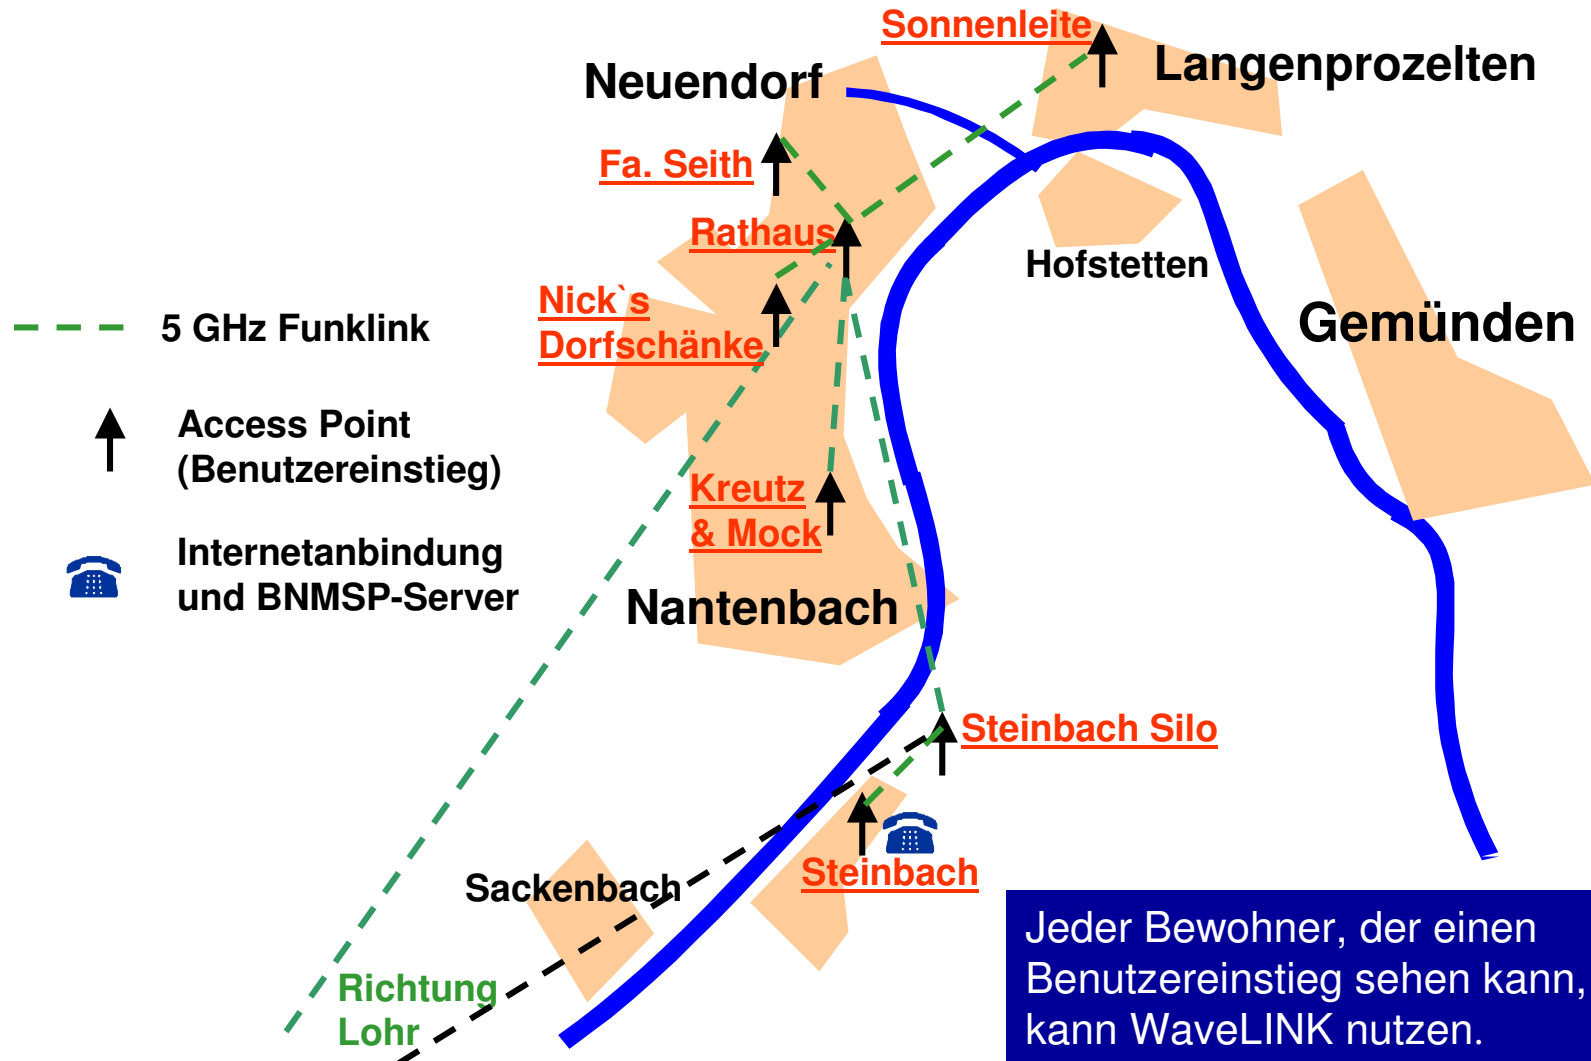 Sonnenleite
Langenprozelten
Neuendorf
Fa. Seith
Rathaus
Hofstetten
Nick`s
Dorfschänke
Gemünden
5 GHz Funklink
Access Point
(Benutzereinstieg)
Kreutz
& Mock
Internetanbindung
und BNMSP-Server
Nantenbach
Steinbach Silo
Steinbach
Sackenbach
Richtung
Lohr
Jeder Bewohner, der einen
Benutzereinstieg sehen kann,
kann WaveLINK nutzen.